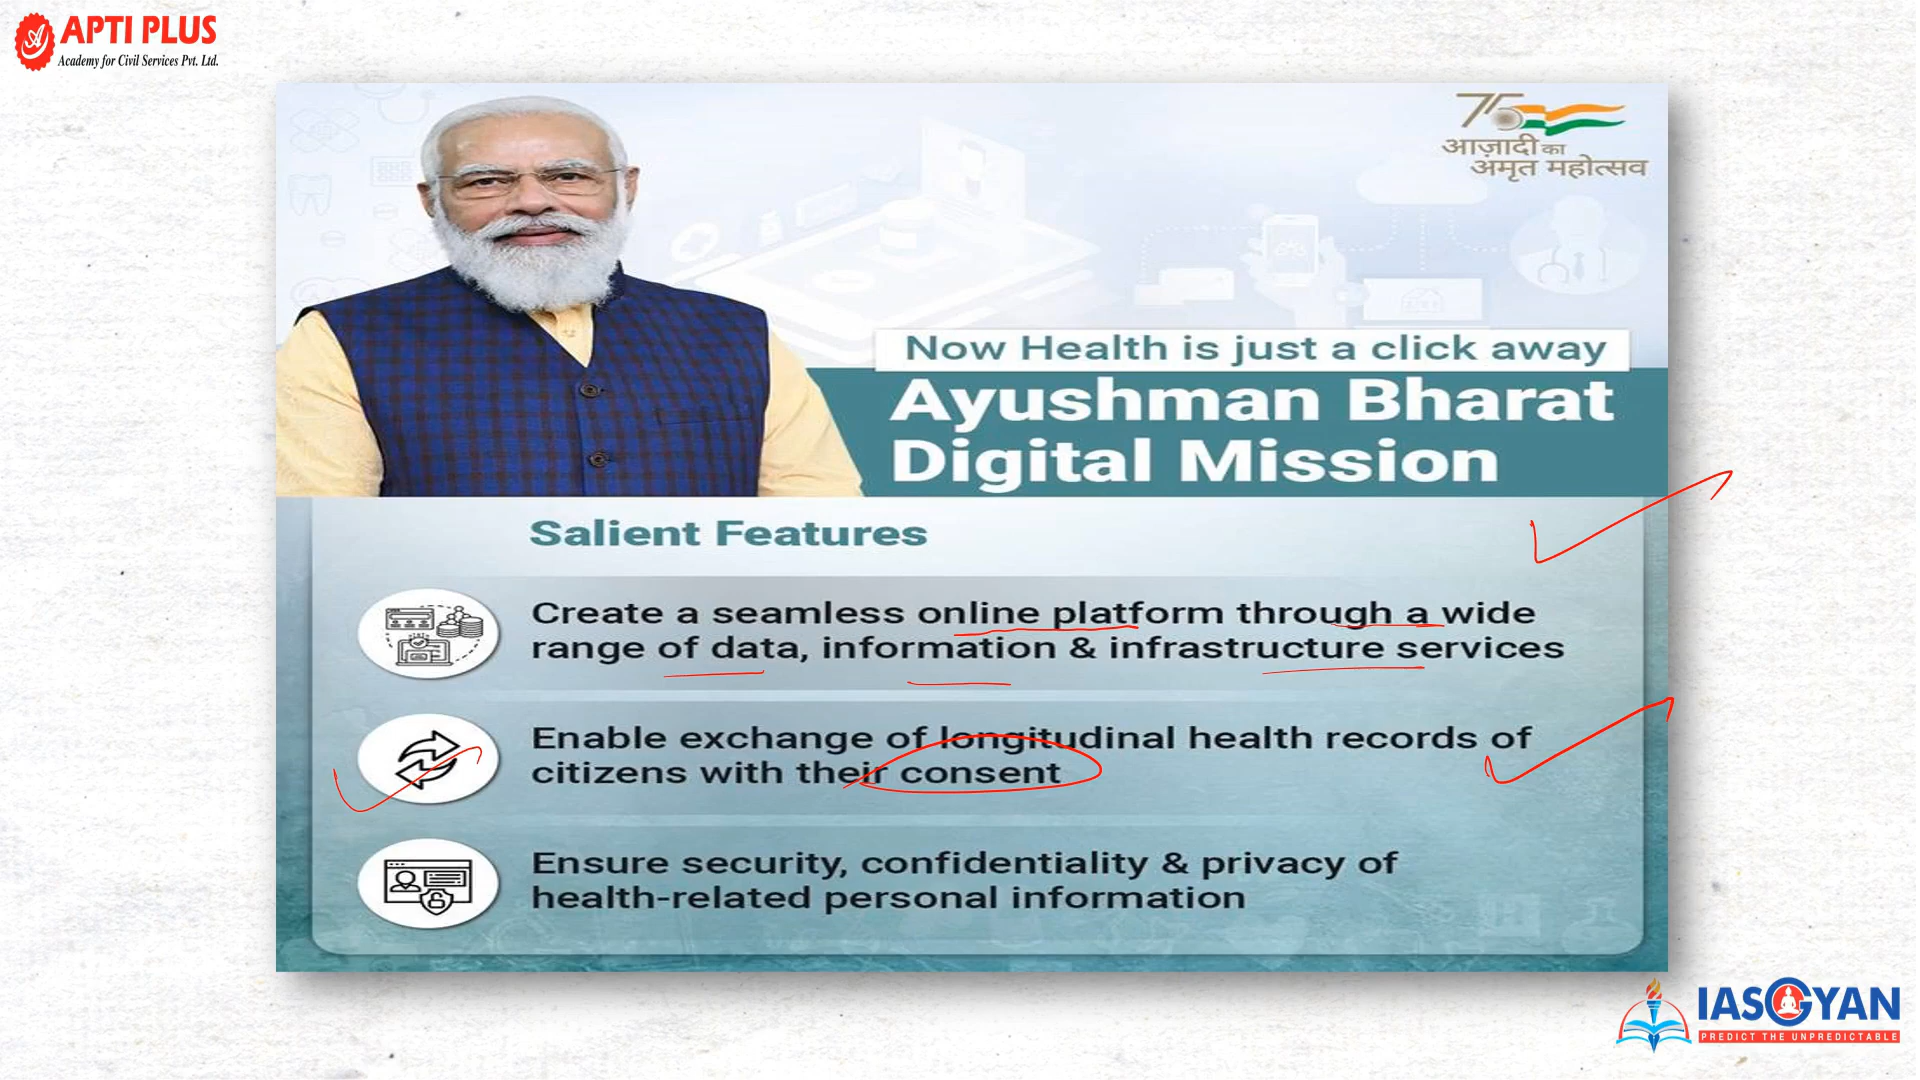 APTI PLUS
Academy for Civil Services Pvt. Ltd.
75
आज़ादी का
अमृत महोत्सव
Now Health is just a click away
Ayushman Bharat
Digital Mission
Salient Features
Create a seamless online platform through a wide
range of data, information & infrastructure services
Enable exchange of longitudinal health records of
citizens with their consent
Ensure security, confidentiality & privacy of
health-related personal information
IASGYAN
PREDICT THE UNPREDICTABLE